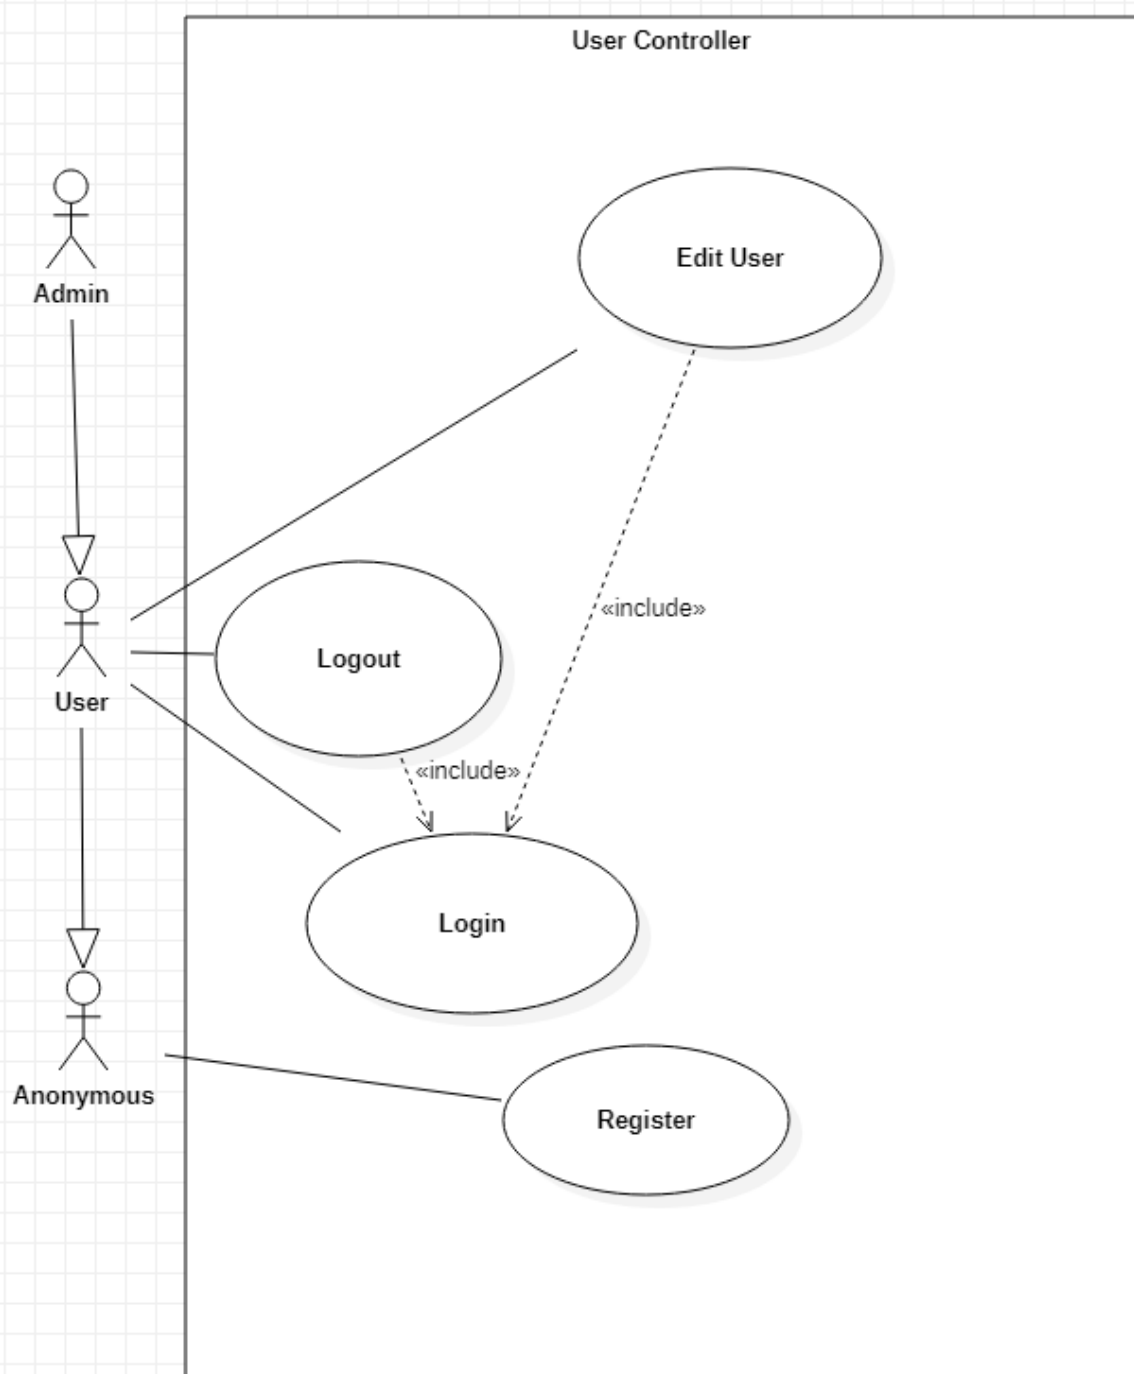 User Controller
Admin
Edit User
«include»
Logout
User
«include»
Login
Anonymous
Register